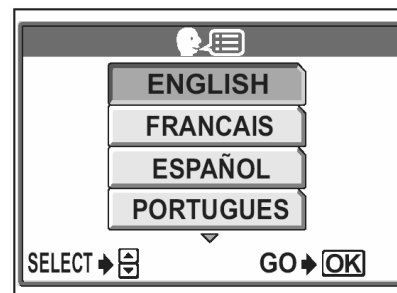 ENGLISH
FRANCAIS
ESPAÑOL
PORTUGUES
SELECT GO OK